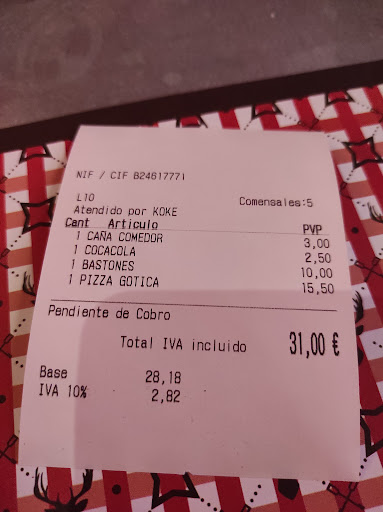 NIF / CIF B24617771
L10 Comensales:5
Atendido por KOKE
Cant Artículo PVP
1 CAÑA COMEDOR 3,00
1 COCACOLA 2,50
1 BASTONES 10,00
1 PIZZA GOTICA 15,50
Pendiente de Cobro
Total IVA incluido 31,00 €
Base 28,18
IVA 10% 2,82